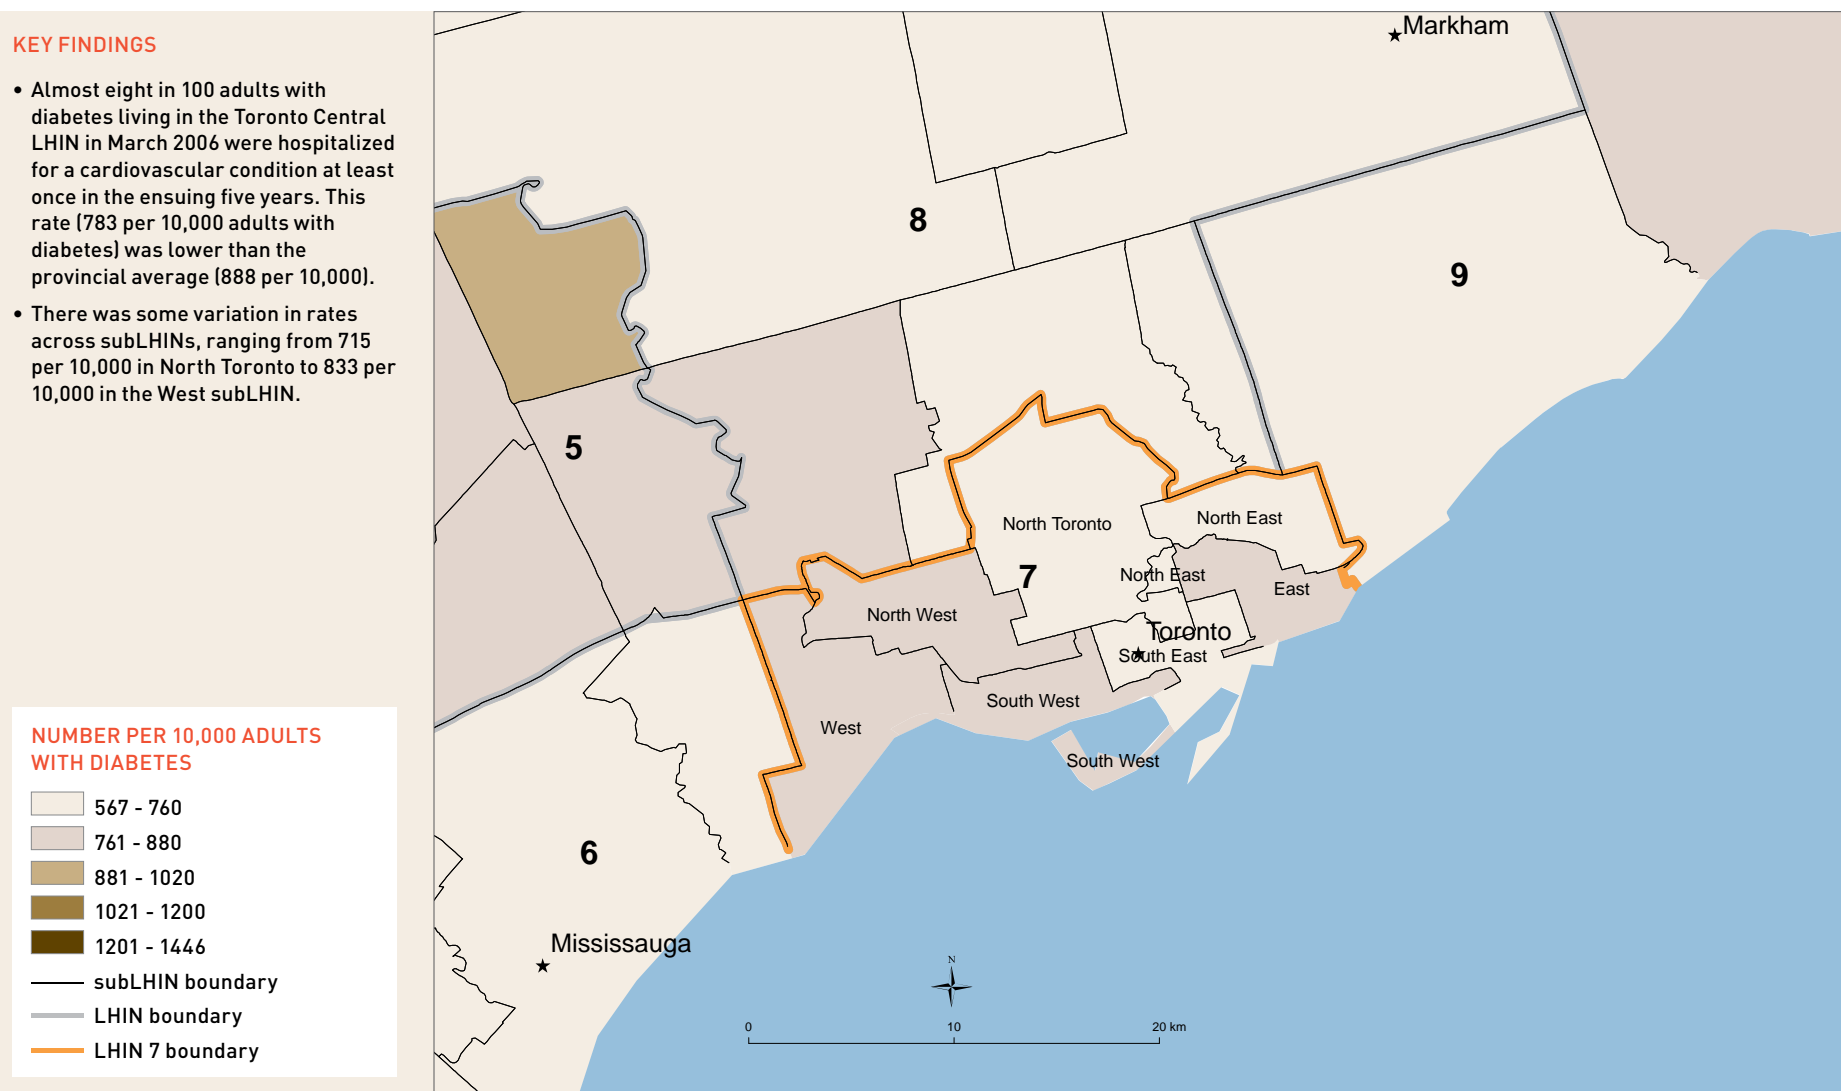 KEY FINDINGS
• Almost eight in 100 adults with
diabetes living in the Toronto Central
LHIN in March 2006 were hospitalized
for a cardiovascular condition at least
once in the ensuing five years. This
rate (783 per 10,000 adults with
diabetes) was lower than the
provincial average (888 per 10,000).
• There was some variation in rates
across subLHINs, ranging from 715
per 10,000 in North Toronto to 833 per
10,000 in the West subLHIN.
NUMBER PER 10,000 ADULTS
WITH DIABETES
567 - 760
761 - 880
881 - 1020
1021 - 1200
1201 - 1446
subLHIN boundary
LHIN boundary
LHIN 7 boundary
Markham
8
9
5
North Toronto
North East
7
North East
East
North West
Toronto
South East
South West
West
South West
6
Mississauga
N
0 10 20 km